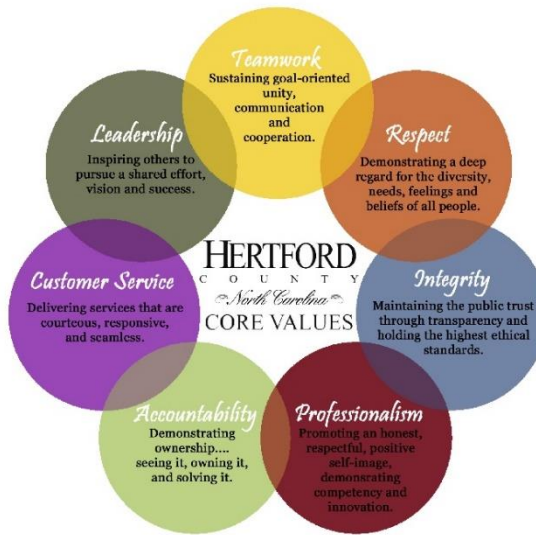 Teamwork
Sustaining goal-oriented
unity,
communication
and
cooperation.
Respect
Demonstrating a deep
regard for the diversity,
needs, feelings and
beliefs of all people.
Integrity
Maintaining the public trust
through transparency and
holding the highest ethical
standards.
Professionalism
Promoting an honest,
respectful, positive
self-image,
demonsrating
competency and
innovation.
Accountability
Demonstrating
ownership....
seeing it, owning it,
and solving it.
Customer Service
Delivering services that are
courteous, responsive,
and seamless.
Leadership
Inspiring others to
pursue a shared effort,
vision and success.
HERTFORD
COUNTY
North Carolina
CORE VALUES